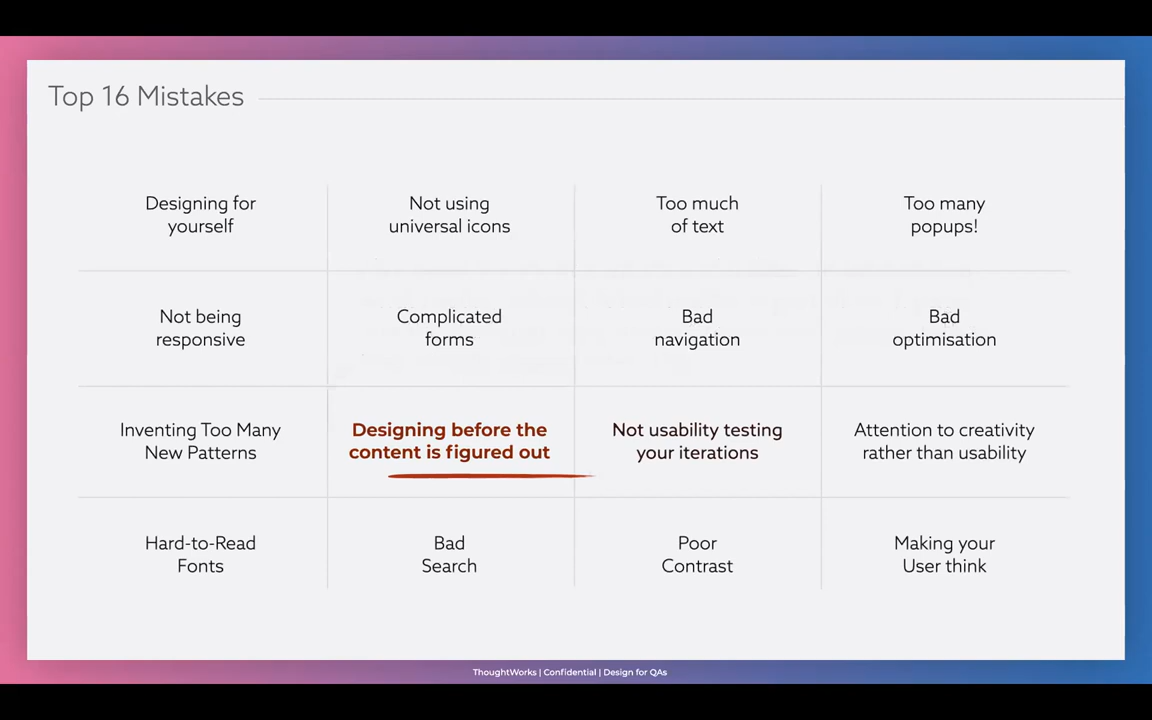 Top 16 Mistakes
Designing for
yourself
Not using
universal icons
Too much
of text
Too many
popups!
Not being
responsive
Complicated
forms
Bad
navigation
Bad
optimisation
Inventing Too Many
New Patterns
Designing before the
content is figured out
Not usability testing
your iterations
Attention to creativity
rather than usability
Hard-to-Read
Fonts
Bad
Search
Poor
Contrast
Making your
User think
ThoughtWorks | Confidential | Design for QAs